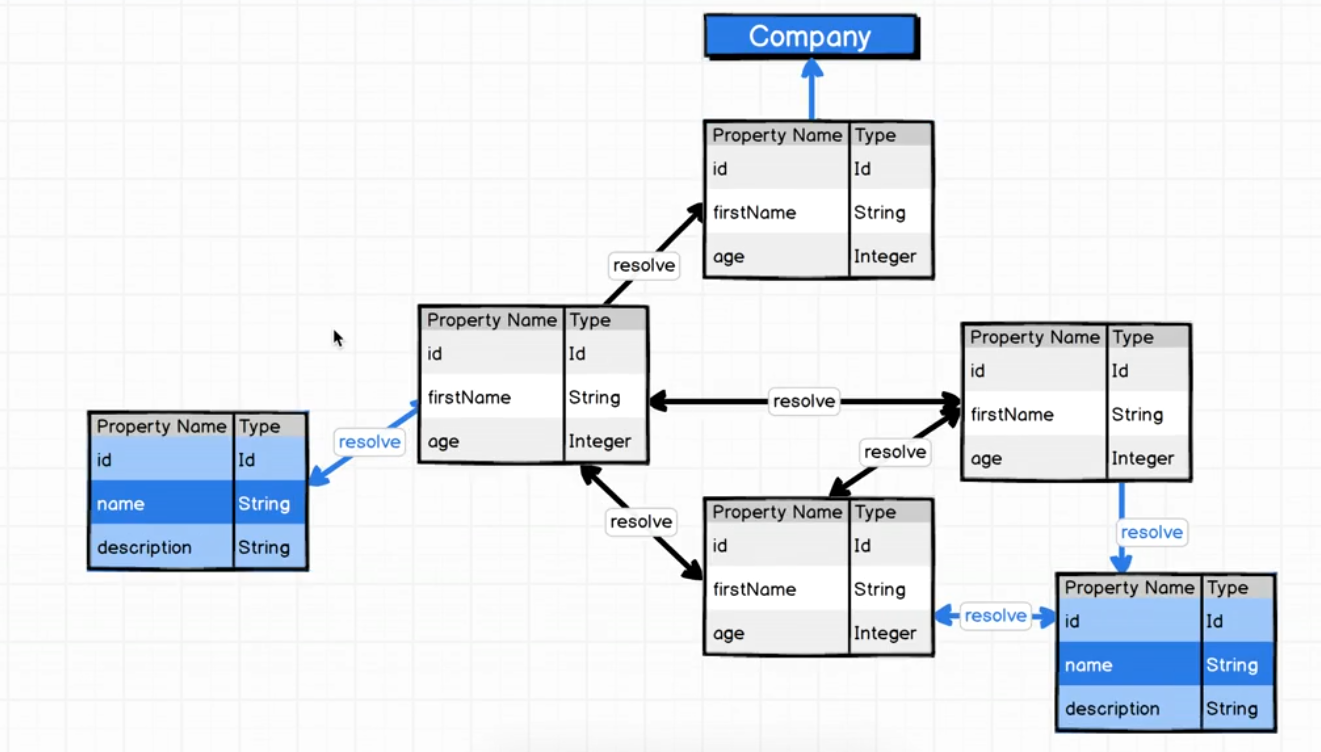 Company
Property Name Type
id Id
firstName String
age Integer
resolve
Property Name Type
id Id
firstName String
age Integer
Property Name Type
id Id
firstName String
age Integer
resolve
resolve
Property Name Type
id Id
name String
description String
resolve
resolve
Property Name Type
id Id
firstName String
age Integer
resolve
resolve
Property Name Type
id Id
name String
description String